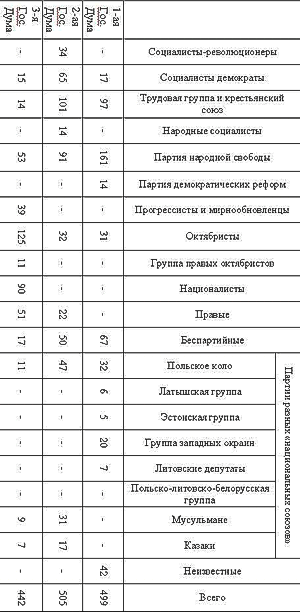 1-ая
Гос.
Дума
2-ая
Гос.
Дума
3-я
Гос.
Дума
Социалисты-революционеры - 34 -
Социалисты демократы 17 65 15
Трудовая группа и крестьянский
союз 97 101 14
Народные социалисты - 14 -
Партия народной свободы 161 91 53
Партия демократических реформ 14 - -
Прогрессисты и мирнообновленцы - - 39
Октябристы 31 32 125
Группа правых октябристов - - 11
Националисты - - 90
Правые - 22 51
Беспартийные 67 50 17
Партии разных «национальных союзов»
Польское коло 32 47 11
Латышская группа 6 - -
Эстонская группа 5 - -
Группа западных окраин 20 - -
Литовские депутаты 7 - -
Польско-литовско-белорусская
группа - - -
Мусульмане - 31 9
Казаки - 17 7
Неизвестные 42 - -
Всего 499 505 442